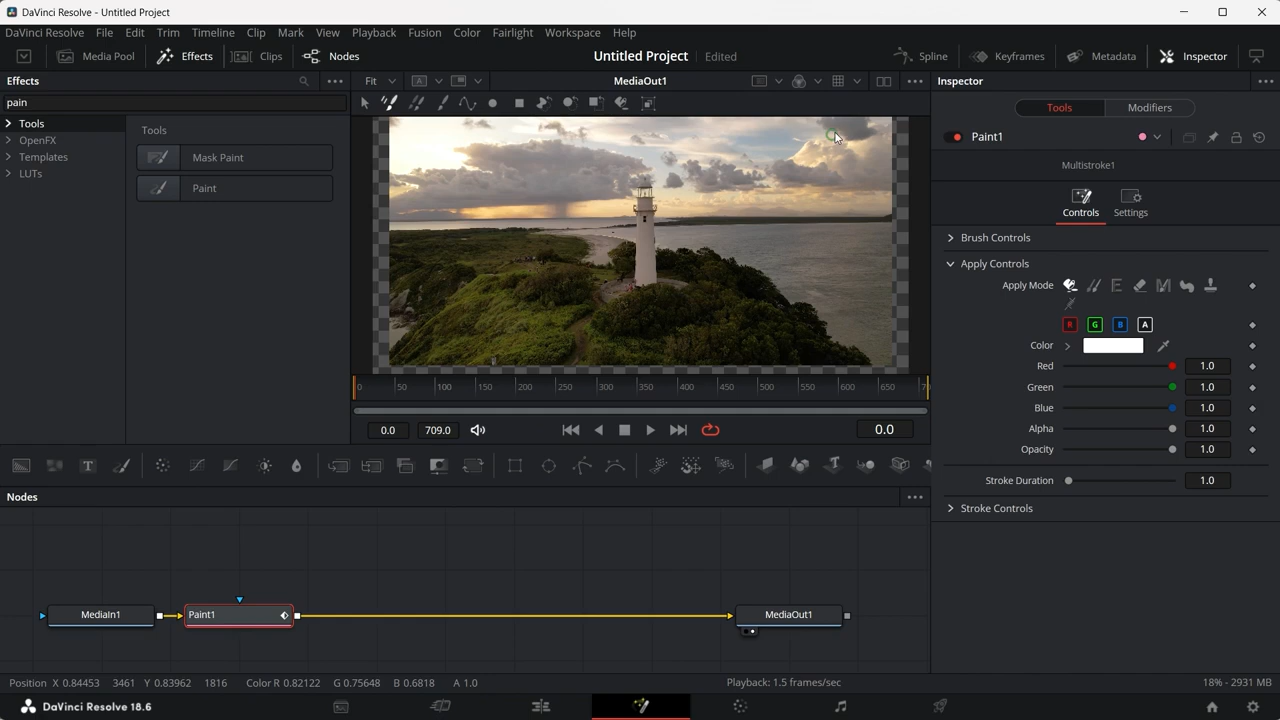 DaVinci Resolve - Untitled Project
DaVinci Resolve File Edit Trim Timeline Clip Mark View Playback Fusion Color Fairlight Workspace Help
Media Pool Effects Clips Nodes Untitled Project Edited Spline Keyframes Metadata Inspector
Effects Fit MediaOut1 Inspector
pain
Tools Modifiers
Tools
OpenFX
Templates
LUTs
Tools
Mask Paint
Paint
Paint1
Multistroke1
Controls Settings
Brush Controls
Apply Controls
Apply Mode E
R G B A
Color
Red 1.0
Green 1.0
Blue 1.0
Alpha 1.0
Opacity 1.0
Stroke Duration 1.0
Stroke Controls
0 50 100 150 200 250 300 350 400 450 500 550 600 650
0.0 709.0 0.0
T
Nodes
MediaIn1 Paint1 MediaOut1
Position X 0.84453 3461 Y 0.83962 1816 Color R 0.82122 G 0.75648 B 0.6818 A 1.0 Playback: 1.5 frames/sec 18% - 2931 MB
DaVinci Resolve 18.6